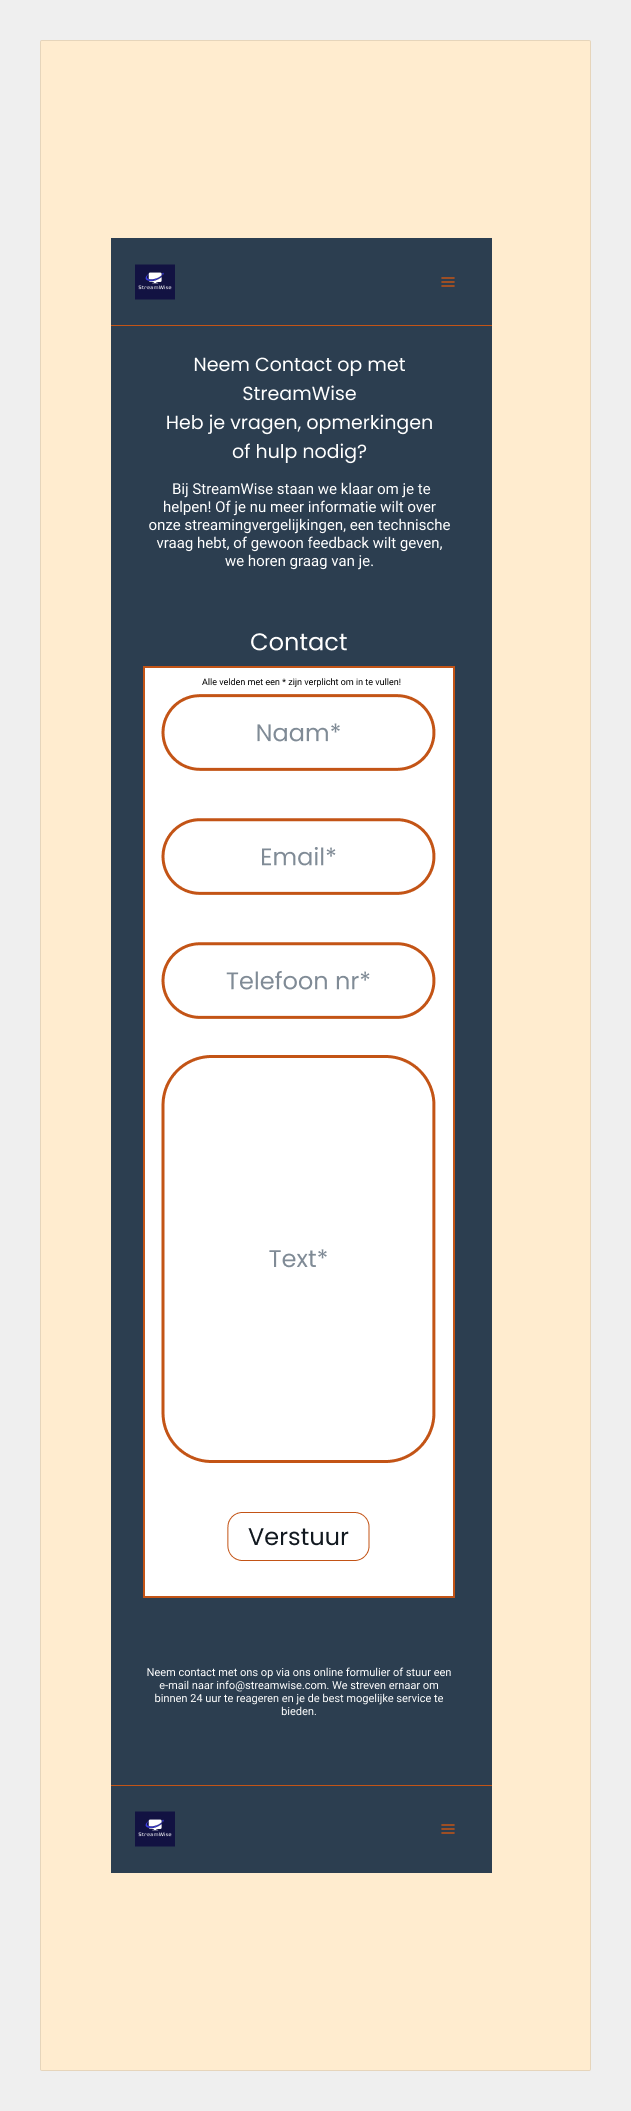 StreamWise
Neem Contact op met
StreamWise
Heb je vragen, opmerkingen
of hulp nodig?
Bij StreamWise staan we klaar om je te
helpen! Of je nu meer informatie wilt over
onze streamingvergelijkingen, een technische
vraag hebt, of gewoon feedback wilt geven,
we horen graag van je.
Contact
Alle velden met een * zijn verplicht om in te vullen!
Naam*
Email*
Telefoon nr*
Text*
Verstuur
Neem contact met ons op via ons online formulier of stuur een
e-mail naar info@streamwise.com. We streven ernaar om
binnen 24 uur te reageren en je de best mogelijke service te
bieden.
StreamWise